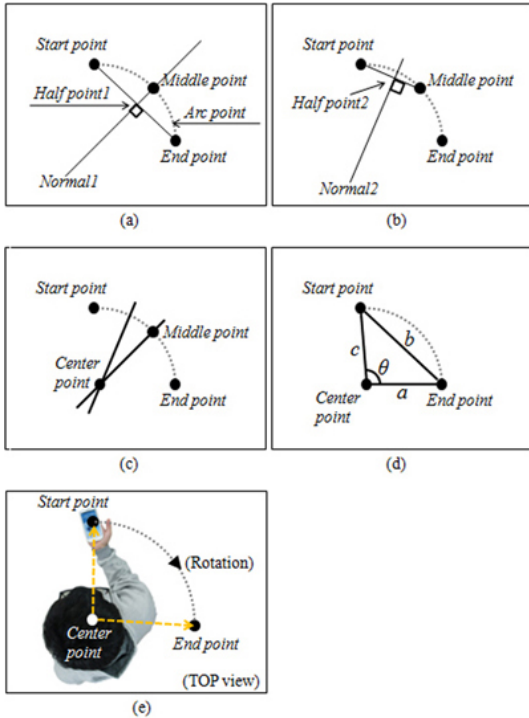 Start point
Middle point
Half point1
Arc point
End point
Normal1
(a)
Start point
Middle point
Half point2
End point
Normal2
(b)
Start point
Middle point
Center
point
End point
(c)
Start point
b
c
θ
Center
point
a
End point
(d)
Start point
(Rotation)
Center
point
End point
(TOP view)
(e)